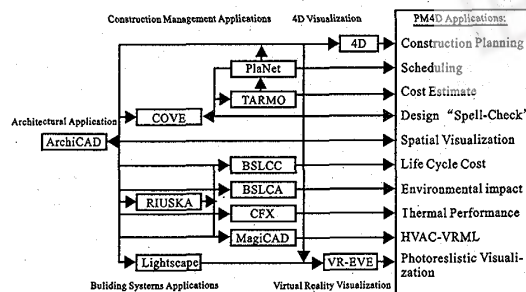 Construction Management Applications
4D Visualization
PM4D Applications:
4D
Construction Planning
PlaNet
Scheduling
TARMO
Cost Estimate
COVE
Design “Spell-Check”
Architectural Application
ArchiCAD
Spatial Visualization
BSLCC
Life Cycle Cost
BSLCA
Environmental impact
RIUSKA
CFX
Thermal Performance
MagiCAD
HVAC-VRML
Lightscape
VR-EVE
Photoreslistic Visuali-
zation
Buliding Systems Applications
Virtual Reality Visualization